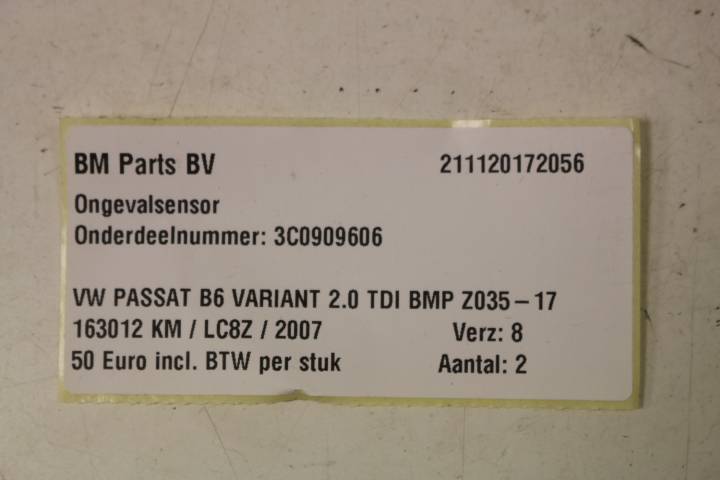 BM Parts BV 211120172056
Ongevalsensor
Onderdeelnummer: 3C0909606
VW PASSAT B6 VARIANT 2.0 TDI BMP Z035-17
163012 KM / LC8Z / 2007 Verz: 8
50 Euro incl. BTW per stuk Aantal: 2